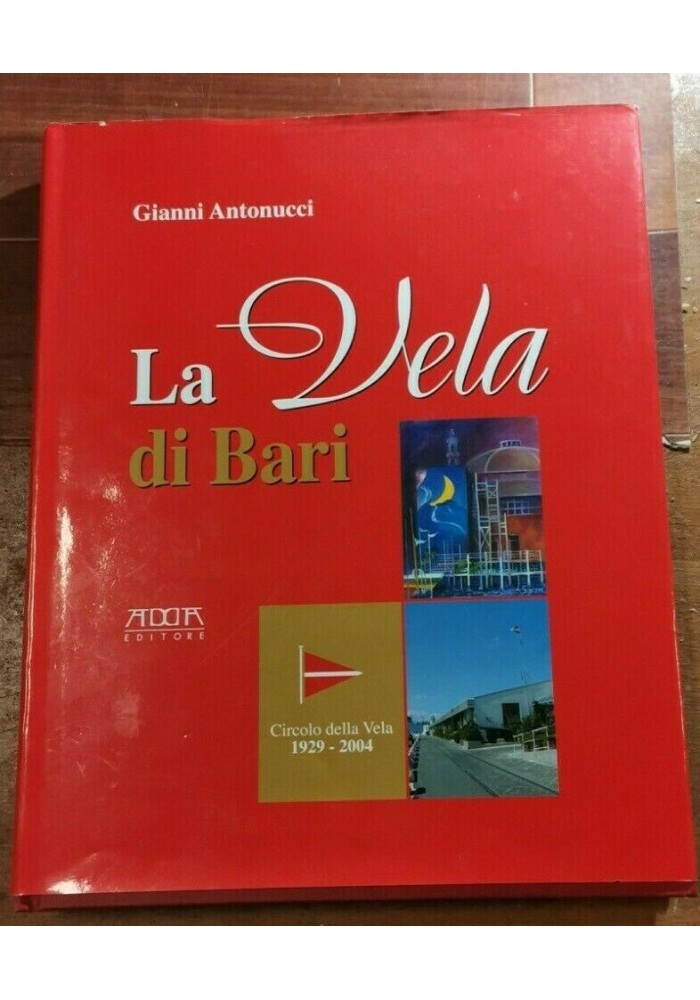 Gianni Antonucci
La Vela
di Bari
ADDA
EDITORE
Circolo della Vela
1929 - 2004